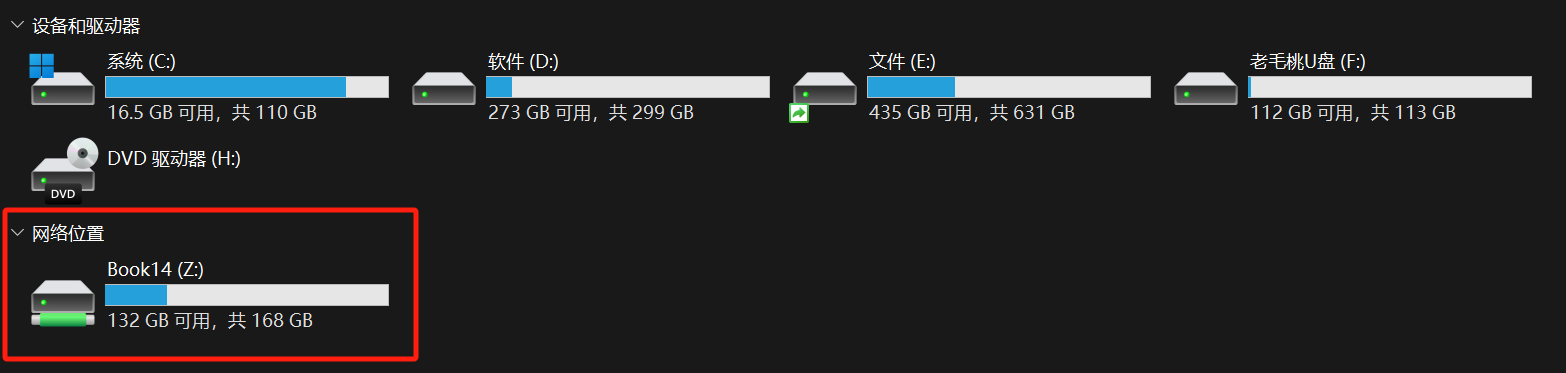 设备和驱动器
系统 (C:)
16.5 GB 可用，共 110 GB
软件 (D:)
273 GB 可用，共 299 GB
文件 (E:)
435 GB 可用，共 631 GB
老毛桃U盘 (F:)
112 GB 可用，共 113 GB
DVD 驱动器 (H:)
DVD
网络位置
Book14 (Z:)
132 GB 可用，共 168 GB